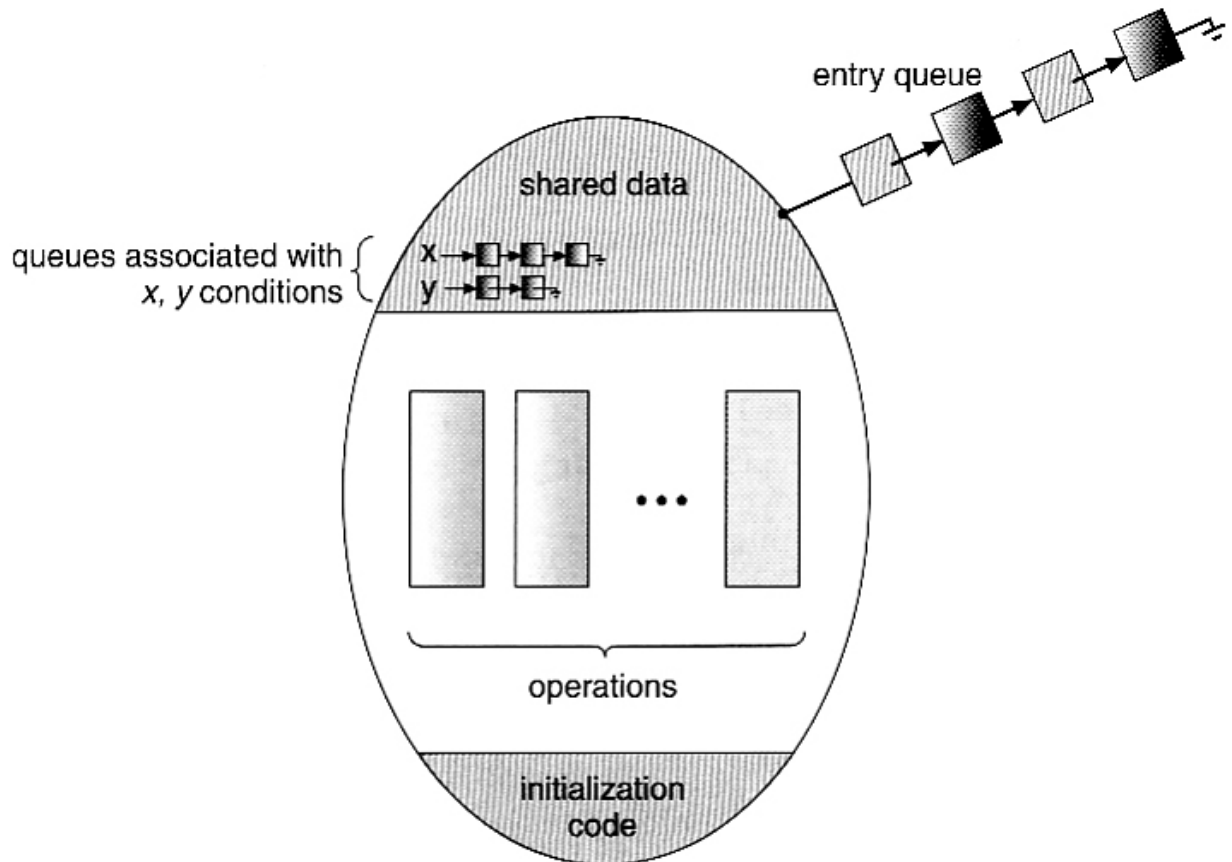 entry queue
shared data
queues associated with
x, y conditions
x
y
operations
initialization
code